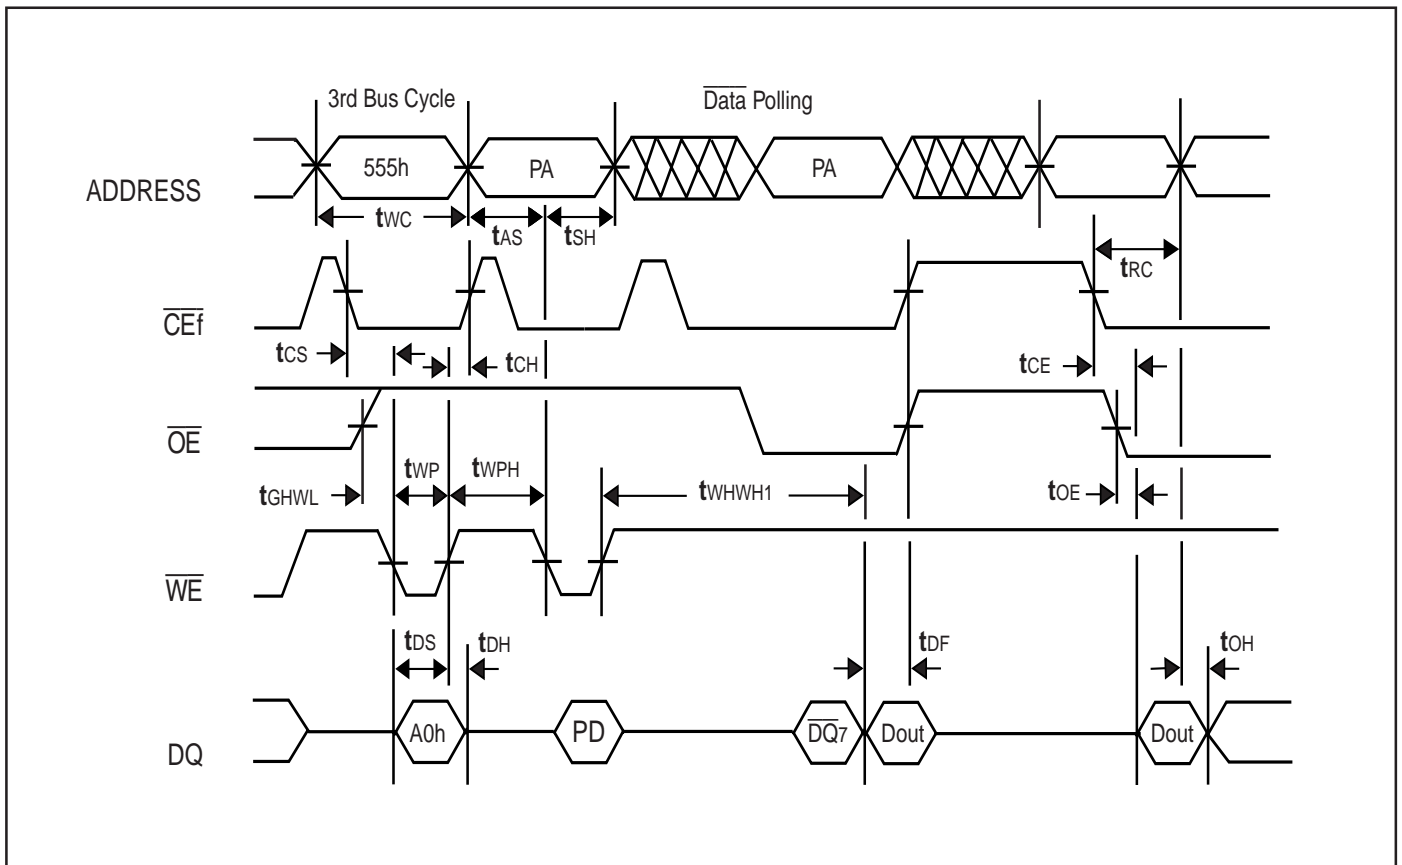 3rd Bus Cycle
Data Polling
ADDRESS
555h
PA
PA
tWC
tAS
tSH
tRC
CEf
tCS
tCH
tCE
OE
tGHWL
tWP
tWPH
tWHWH1
tOE
WE
tDS
tDH
tDF
tOH
DQ
A0h
PD
DQ7
Dout
Dout